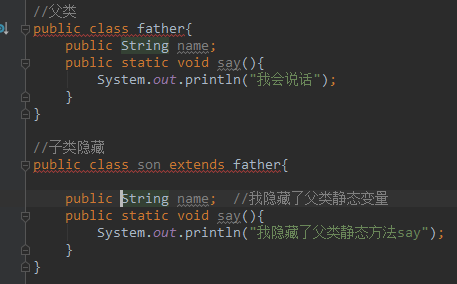 //父类
public class father{
public String name;
public static void say(){
System.out.println("我会说话");
}
}
//子类隐藏
public class son extends father{
public String name; //我隐藏了父类静态变量
public static void say(){
System.out.println("我隐藏了父类静态方法say");
}
}